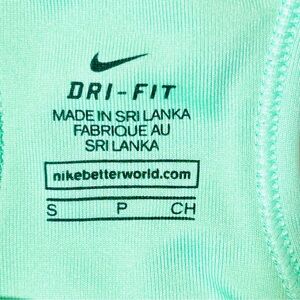 DRI-FIT
MADE IN SRI LANKA
FABRIQUE AU
SRI LANKA
nikebetterworld.com
S P CH